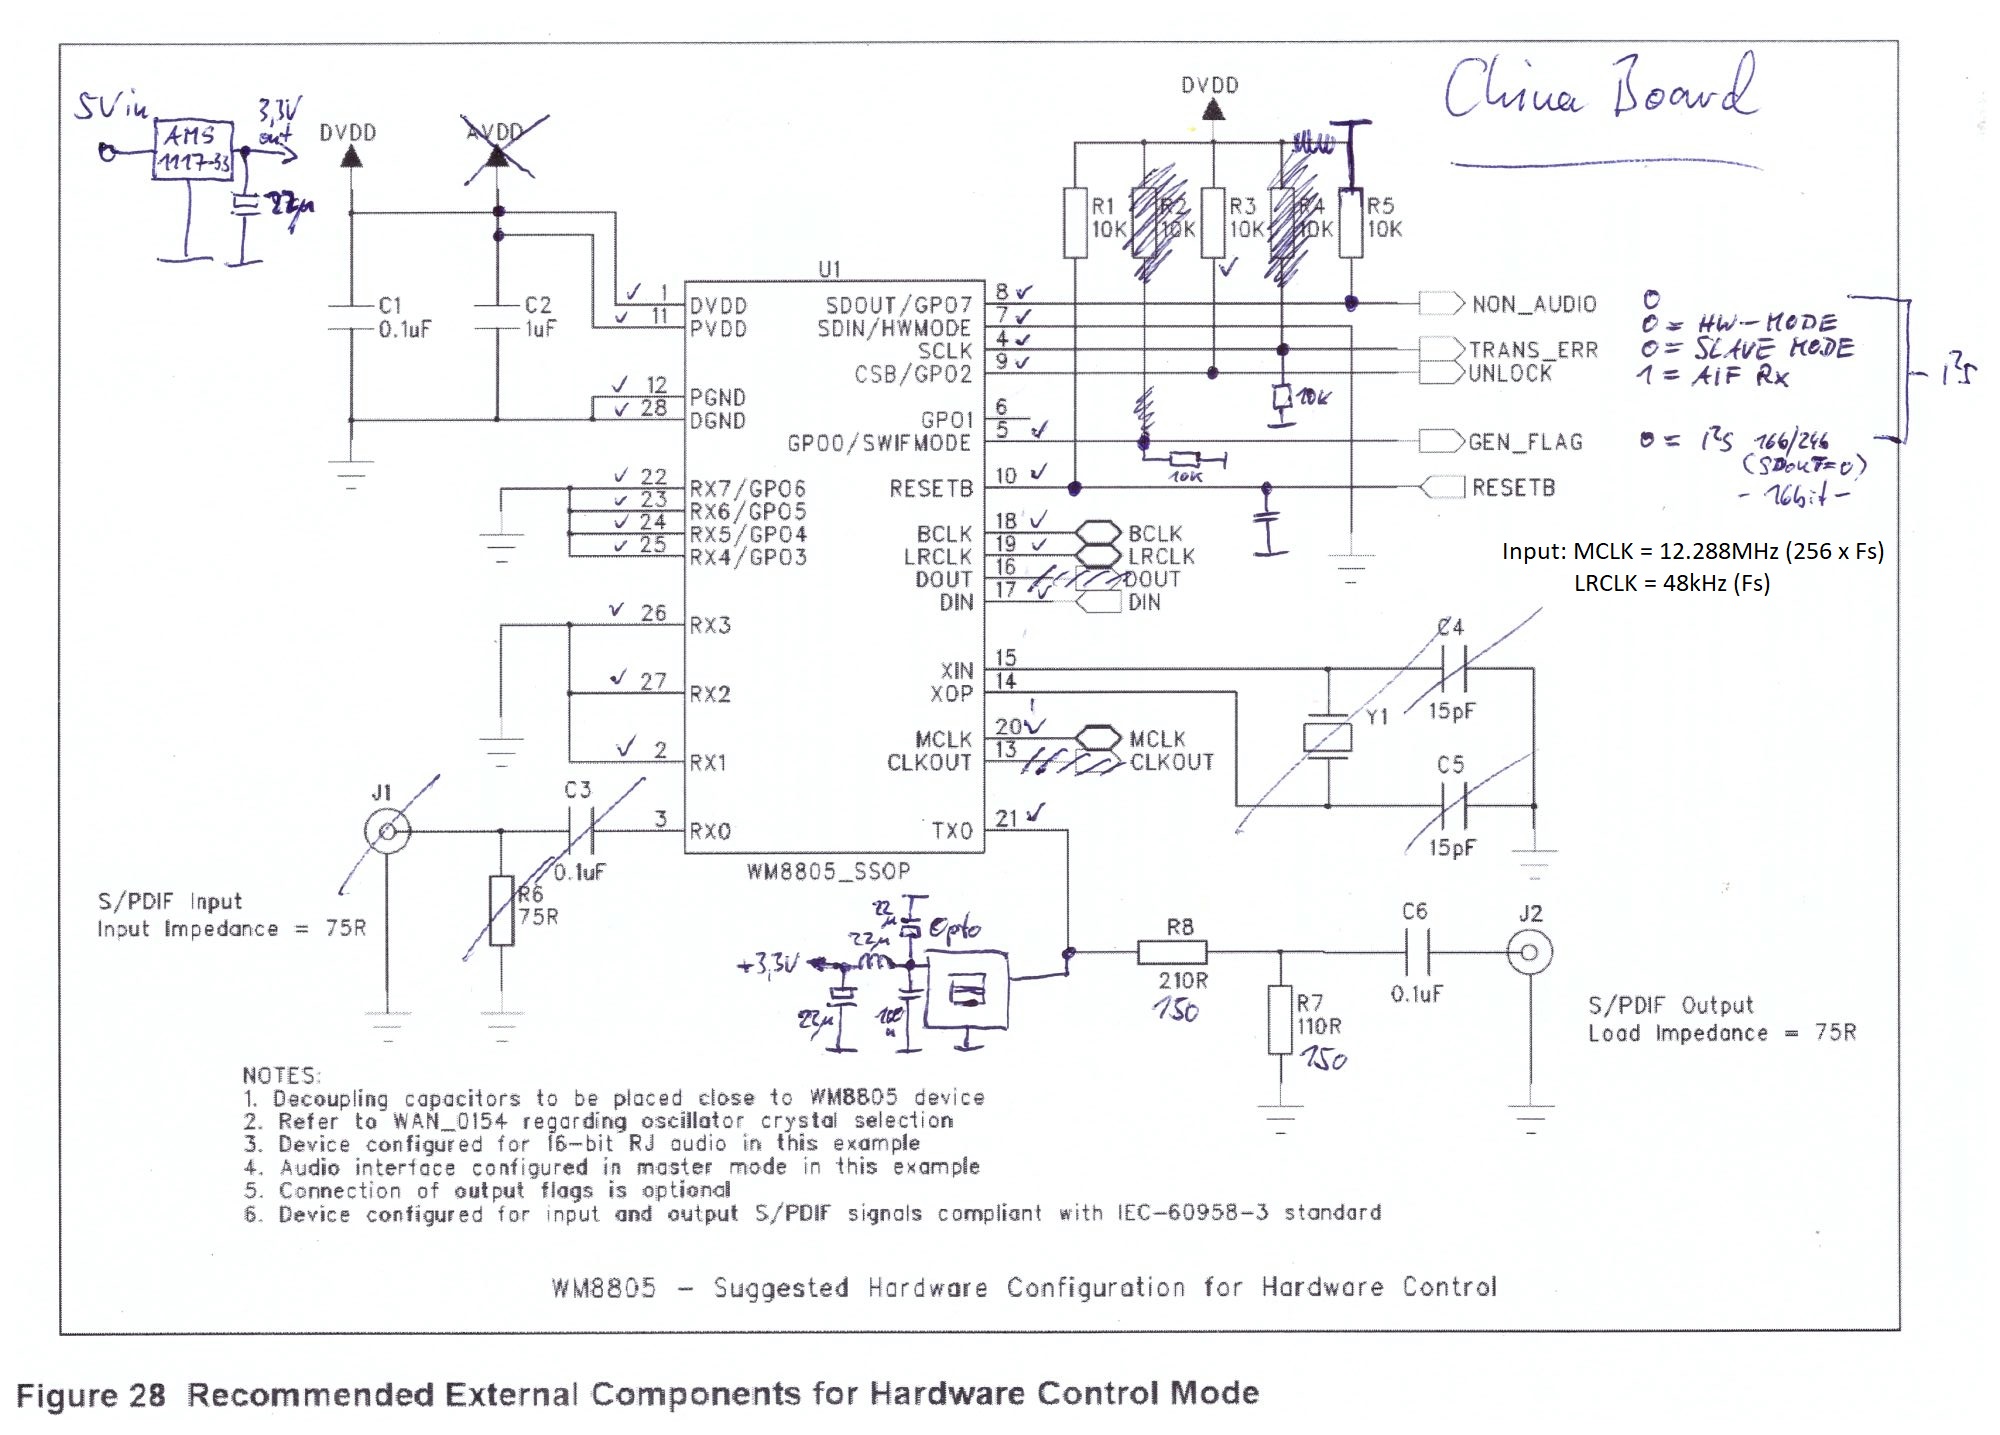 China Board
5Vin
3,3V
out
AMS
1117-33
22µ
DVDD
AVDD
DVDD
R1
10K
R2
10K
R3
10K
R4
10K
R5
10K
C1
0.1uF
C2
1uF
U1
1 DVDD
11 PVDD
12 PGND
28 DGND
22 RX7/GPO6
23 RX6/GPO5
24 RX5/GPO4
25 RX4/GPO3
26 RX3
27 RX2
2 RX1
3 RX0
SDOUT/GPO7 8
SDIN/HWMODE 7
SCLK 4
CSB/GPO2 9
GPO1 6
GPO0/SWIFMODE 5
RESETB 10
BCLK 18
LRCLK 19
DOUT 16
DIN 17
XIN 15
XOP 14
MCLK 20
CLKOUT 13
TX0 21
WM8805_SSOP
NON_AUDIO 0
0 = HW-MODE
TRANS_ERR 0 = SLAVE MODE
UNLOCK 1 = AIF Rx
I²S
10K
GEN_FLAG 0 = I²S 166/246
(SDOUT=0)
- 16bit -
10K
RESETB
BCLK
LRCLK
DOUT
DIN
Input: MCLK = 12.288MHz (256 x Fs)
LRCLK = 48kHz (Fs)
C4
15pF
Y1
C5
15pF
MCLK
CLKOUT
J1
C3
0.1uF
R6
75R
S/PDIF Input
Input Impedance = 75R
22
µ
Opto
22µ
+3,3V
22µ
100
n
R8
210R
150
R7
110R
150
C6
0.1uF
J2
S/PDIF Output
Load Impedance = 75R
NOTES:
1. Decoupling capacitors to be placed close to WM8805 device
2. Refer to WAN_0154 regarding oscillator crystal selection
3. Device configured for 16-bit RJ audio in this example
4. Audio interface configured in master mode in this example
5. Connection of output flags is optional
6. Device configured for input and output S/PDIF signals compliant with IEC-60958-3 standard
WM8805 - Suggested Hardware Configuration for Hardware Control
Figure 28 Recommended External Components for Hardware Control Mode